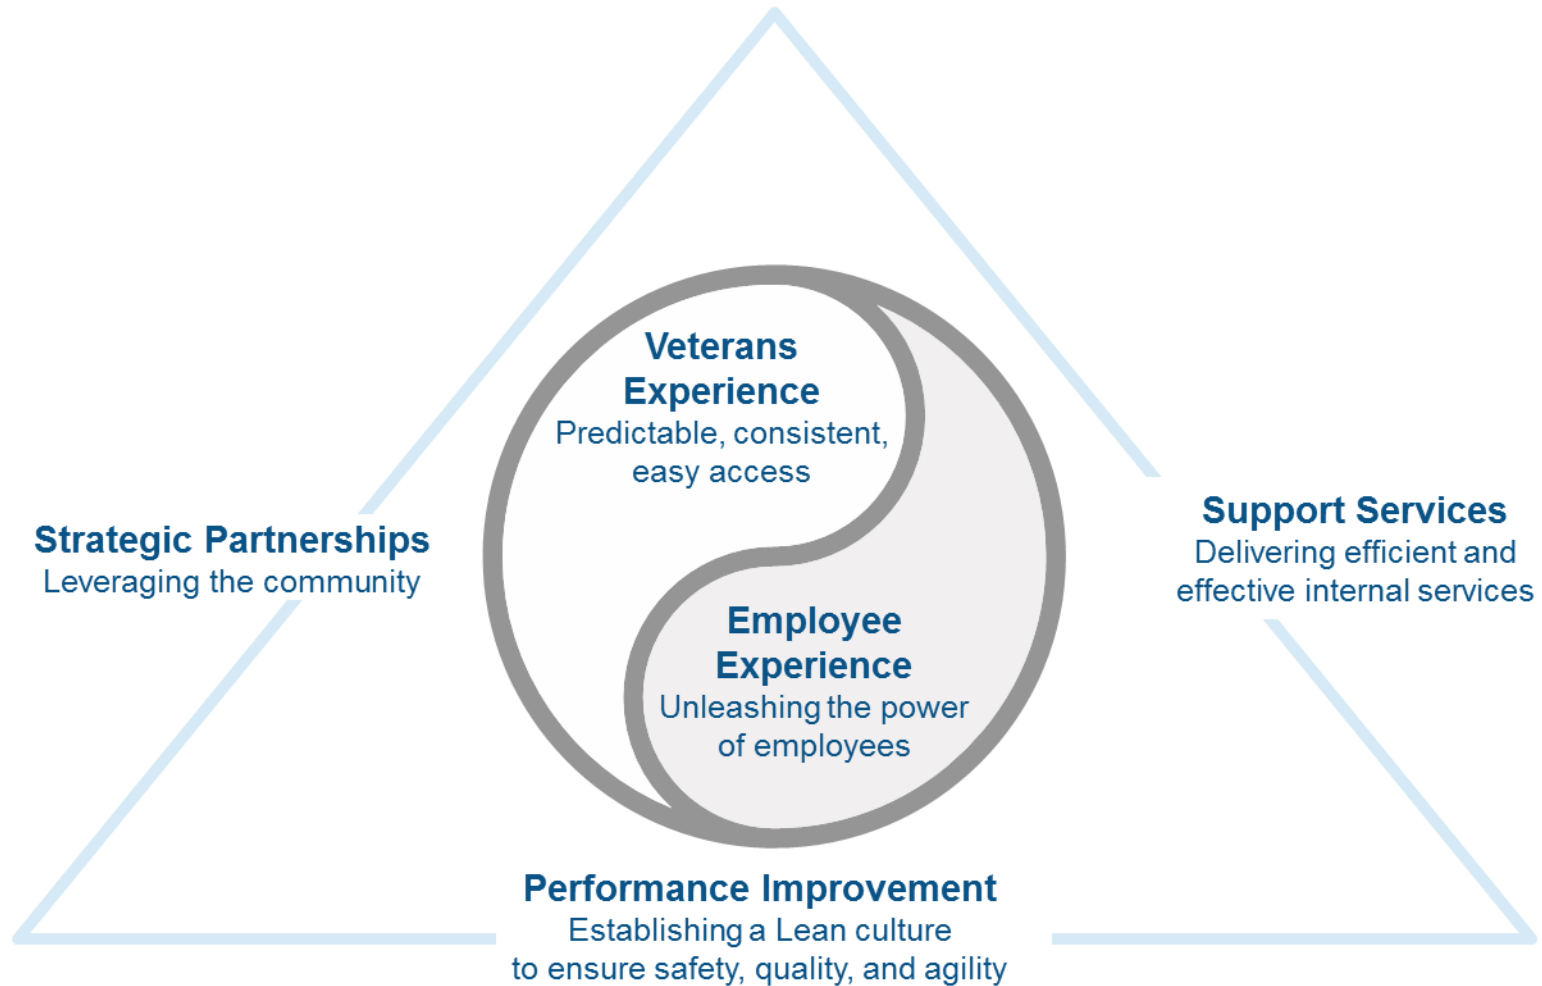 Veterans
Experience
Predictable, consistent,
easy access
Strategic Partnerships
Leveraging the community
Support Services
Delivering efficient and
effective internal services
Employee
Experience
Unleashing the power
of employees
Performance Improvement
Establishing a Lean culture
to ensure safety, quality, and agility